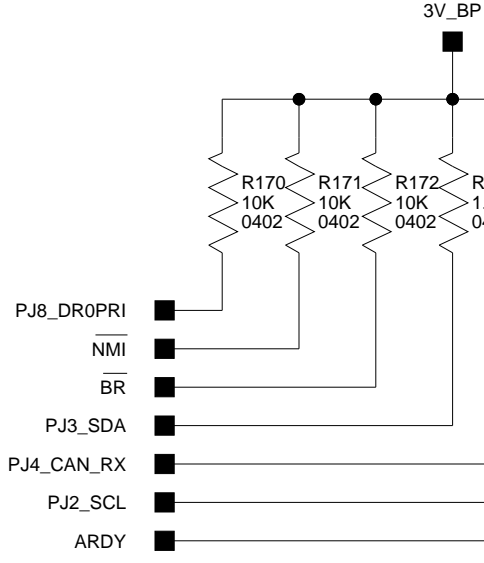 3V_BP
R170
10K
0402
R171
10K
0402
R172
10K
0402
PJ8_DR0PRI
NMI
BR
PJ3_SDA
PJ4_CAN_RX
PJ2_SCL
ARDY